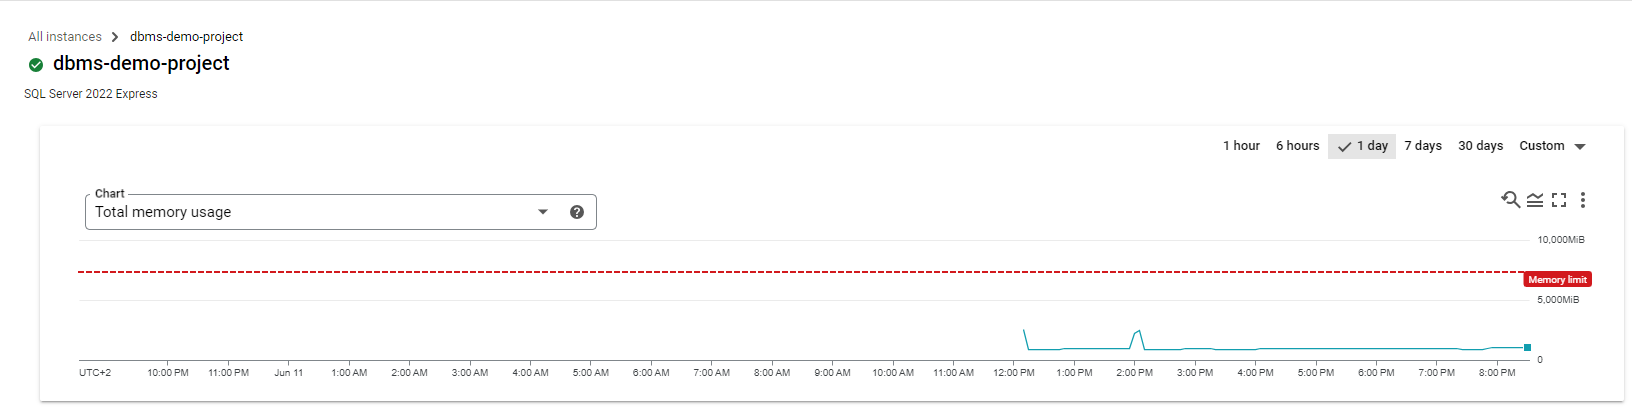 All instances > dbms-demo-project
dbms-demo-project
SQL Server 2022 Express
1 hour 6 hours 1 day 7 days 30 days Custom
Chart
Total memory usage
10,000MiB
Memory limit
5,000MiB
0
UTC+2 10:00 PM 11:00 PM Jun 11 1:00 AM 2:00 AM 3:00 AM 4:00 AM 5:00 AM 6:00 AM 7:00 AM 8:00 AM 9:00 AM 10:00 AM 11:00 AM 12:00 PM 1:00 PM 2:00 PM 3:00 PM 4:00 PM 5:00 PM 6:00 PM 7:00 PM 8:00 PM